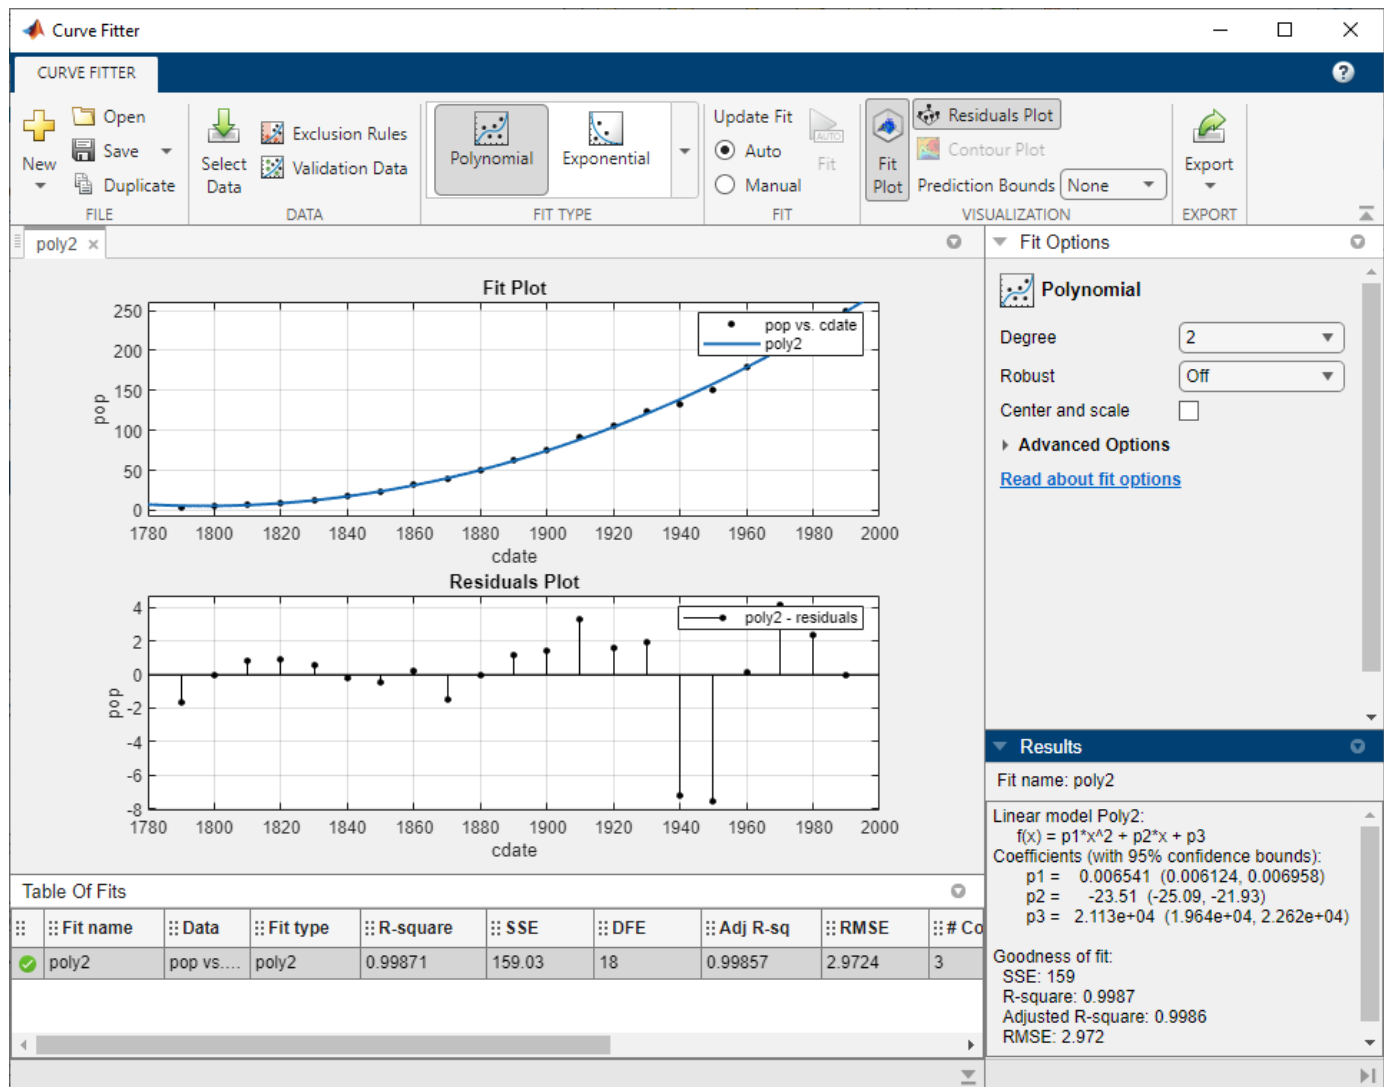 Curve Fitter
CURVE FITTER
New
Open
Save
Duplicate
FILE
Select Data
Exclusion Rules
Validation Data
DATA
Polynomial
Exponential
FIT TYPE
Update Fit
Auto
Manual
AUTO
Fit
FIT
Fit Plot
Residuals Plot
Contour Plot
Prediction Bounds None
VISUALIZATION
Export
EXPORT
poly2
Fit Plot
250
200
150
100
50
0
pop
pop vs. cdate
poly2
1780 1800 1820 1840 1860 1880 1900 1920 1940 1960 1980 2000
cdate
Residuals Plot
4
2
0
-2
-4
-6
-8
pop
poly2 - residuals
1780 1800 1820 1840 1860 1880 1900 1920 1940 1960 1980 2000
cdate
Table Of Fits
Fit name Data Fit type R-square SSE DFE Adj R-sq RMSE # Co
poly2 pop vs.... poly2 0.99871 159.03 18 0.99857 2.9724 3
Fit Options
Polynomial
Degree 2
Robust Off
Center and scale
Advanced Options
Read about fit options
Results
Fit name: poly2
Linear model Poly2:
f(x) = p1*x^2 + p2*x + p3
Coefficients (with 95% confidence bounds):
p1 = 0.006541 (0.006124, 0.006958)
p2 = -23.51 (-25.09, -21.93)
p3 = 2.113e+04 (1.964e+04, 2.262e+04)
Goodness of fit:
SSE: 159
R-square: 0.9987
Adjusted R-square: 0.9986
RMSE: 2.972